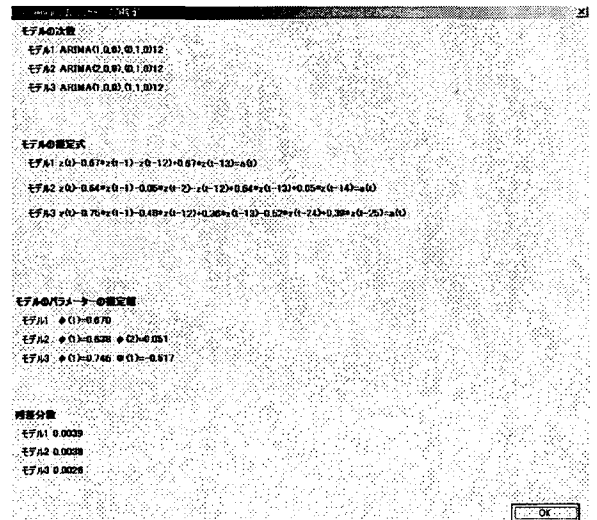 モデルの次数
モデル1 ARIMA(1,0,0),(0,1,0)12
モデル2 ARIMA(2,0,0),(0,1,0)12
モデル3 ARIMA(1,0,0),(1,1,0)12
モデルの推定式
モデル1 z(t)-0.67*z(t-1)-z(t-12)+0.67*z(t-13)=a(t)
モデル2 z(t)-0.64*z(t-1)-0.05*z(t-2)-z(t-12)+0.64*z(t-13)+0.05*z(t-14)=a(t)
モデル3 z(t)-0.75*z(t-1)-0.48*z(t-12)+0.36*z(t-13)-0.52*z(t-24)+0.39*z(t-25)=a(t)
モデルのパラメーターの推定値
モデル1 φ(1)=0.670
モデル2 φ(1)=0.638 φ(2)=0.051
モデル3 φ(1)=0.746 Φ(1)=-0.517
残差分散
モデル1 0.0039
モデル2 0.0038
モデル3 0.0026
OK